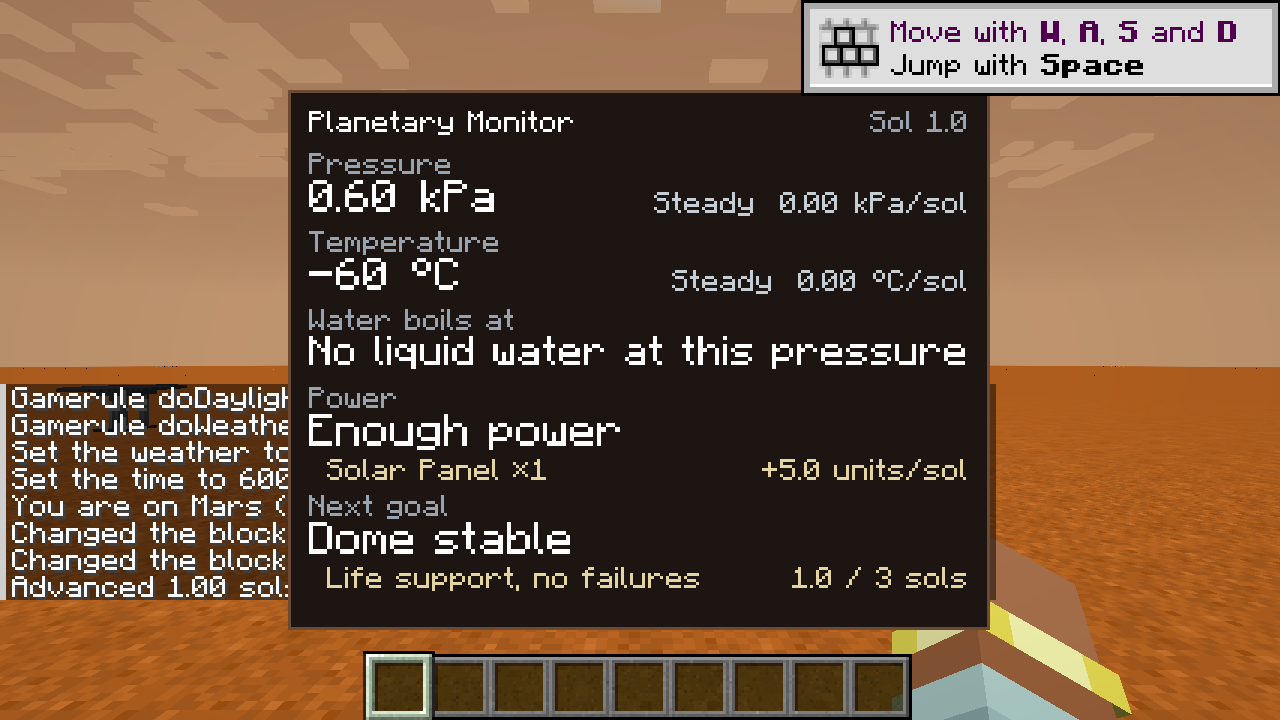 Move with W, A, S and D
Jump with Space
Planetary Monitor Sol 1.0
Pressure
0.60 kPa Steady 0.00 kPa/sol
Temperature
-60 °C Steady 0.00 °C/sol
Water boils at
No liquid water at this pressure
Power
Enough power
Solar Panel ×1 +5.0 units/sol
Next goal
Dome stable
Life support, no failures 1.0 / 3 sols
Gamerule
Gamerule
Set the weather to
Set the time to
You are on Mars (
Changed the block
Changed the block
Advanced 1.00